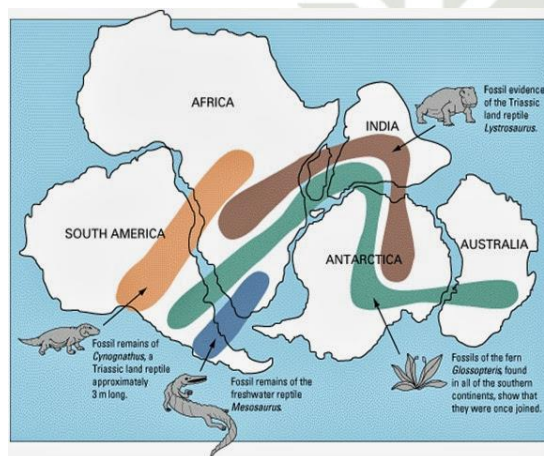 AFRICA
Fossil evidence
of the Triassic
land reptile
Lystrosaurus.
INDIA
SOUTH AMERICA
ANTARCTICA
AUSTRALIA
Fossil remains of
Cynognathus, a
Triassic land reptile
approximately
3 m long.
Fossil remains of the
freshwater reptile
Mesosaurus.
Fossils of the fern
Glossopteris, found
in all of the southern
continents, show that
they were once joined.